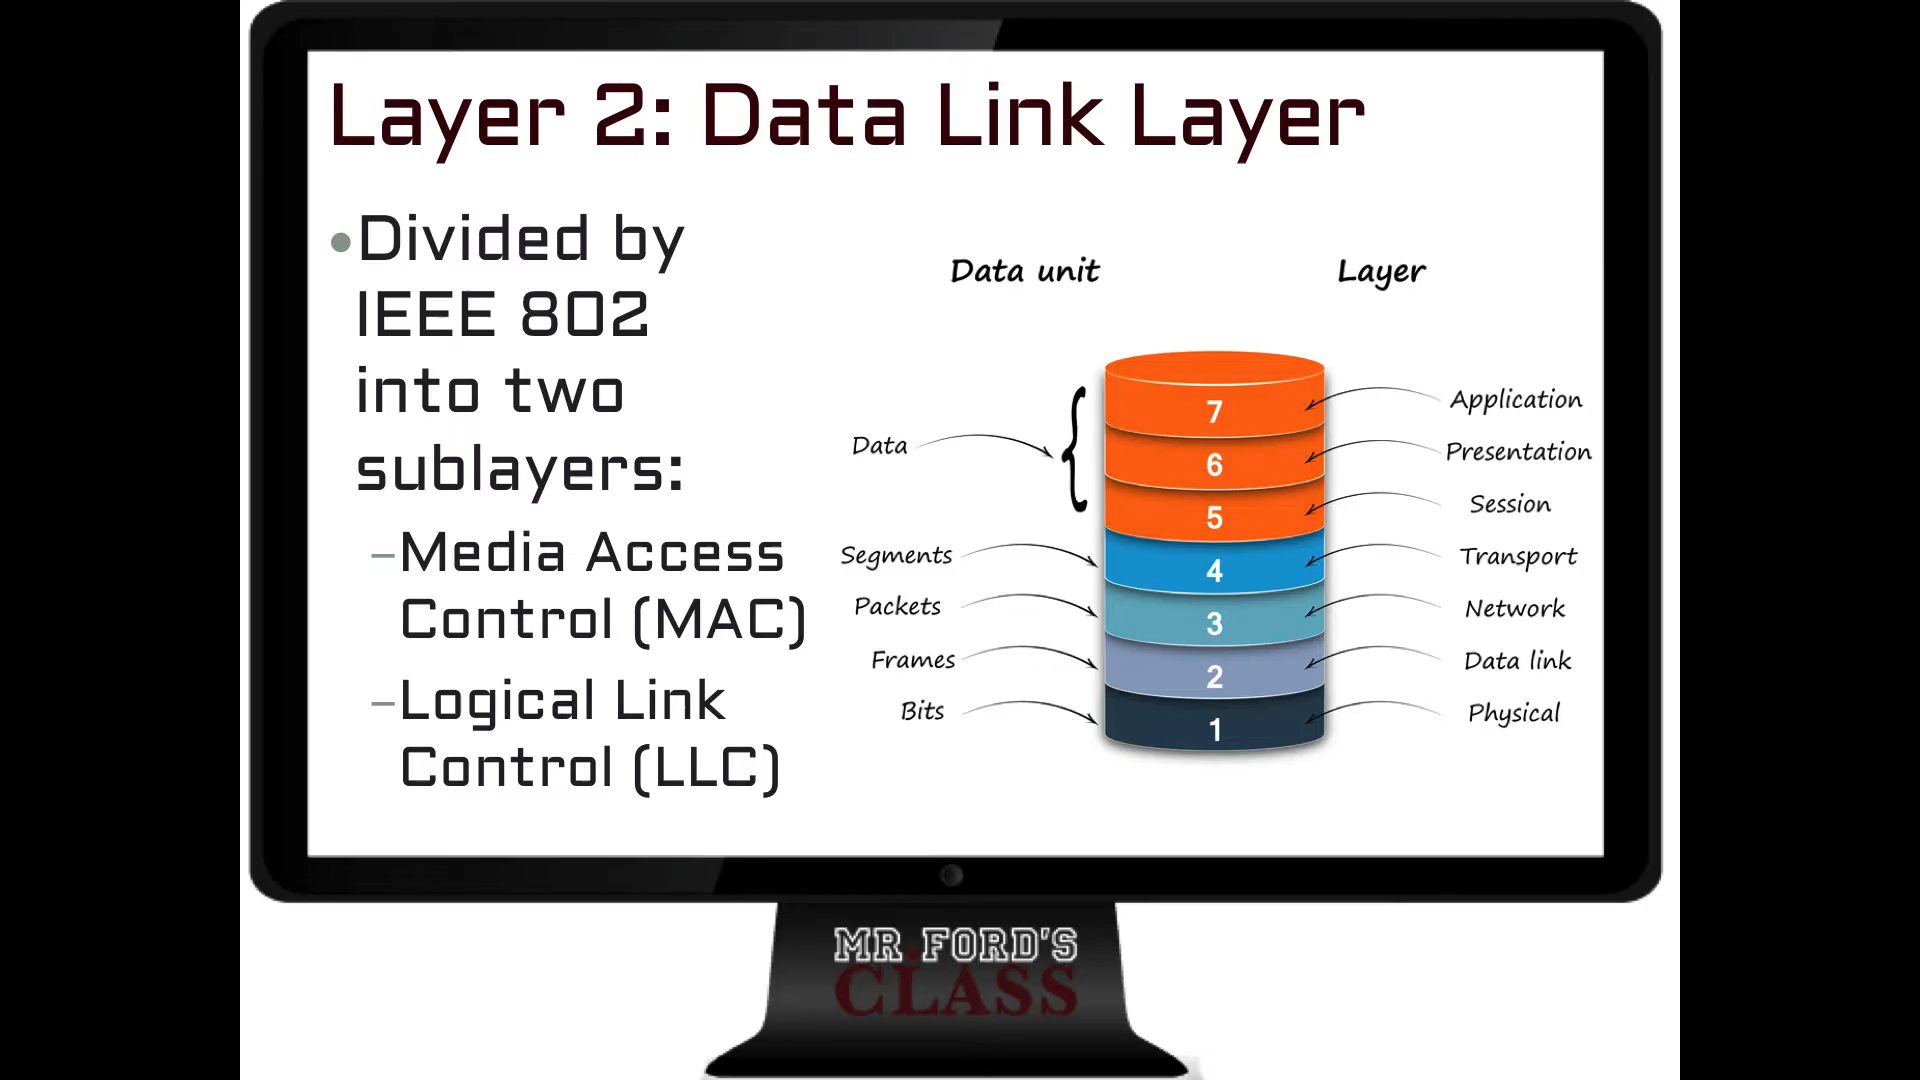 Layer 2: Data Link Layer
•Divided by
IEEE 802
into two
sublayers:
–Media Access
Control (MAC)
–Logical Link
Control (LLC)
Data unit
Layer
7
Application
6
Presentation
Data
5
Session
Segments
4
Transport
Packets
3
Network
Frames
2
Data link
Bits
1
Physical
MR FORD'S
CLASS